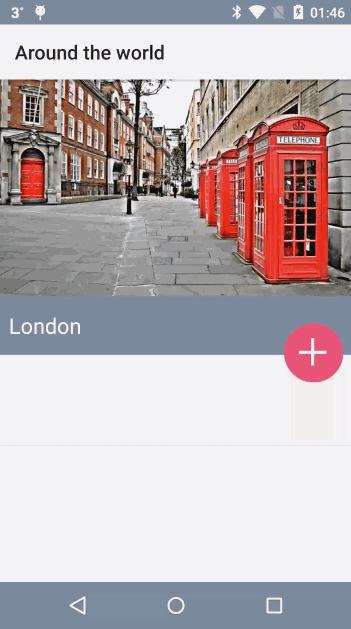 3°
01:46
Around the world
TELEPHONE
London